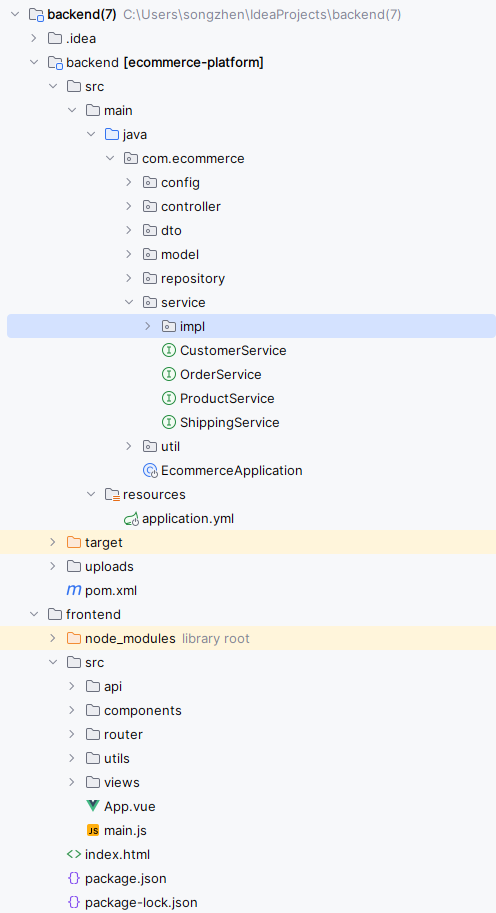 backend(7) C:\Users\songzhen\IdeaProjects\backend(7)
.idea
backend [ecommerce-platform]
src
main
java
com.ecommerce
config
controller
dto
model
repository
service
impl
CustomerService
OrderService
ProductService
ShippingService
util
EcommerceApplication
resources
application.yml
target
uploads
pom.xml
frontend
node_modules library root
src
api
components
router
utils
views
App.vue
main.js
index.html
package.json
package-lock.json